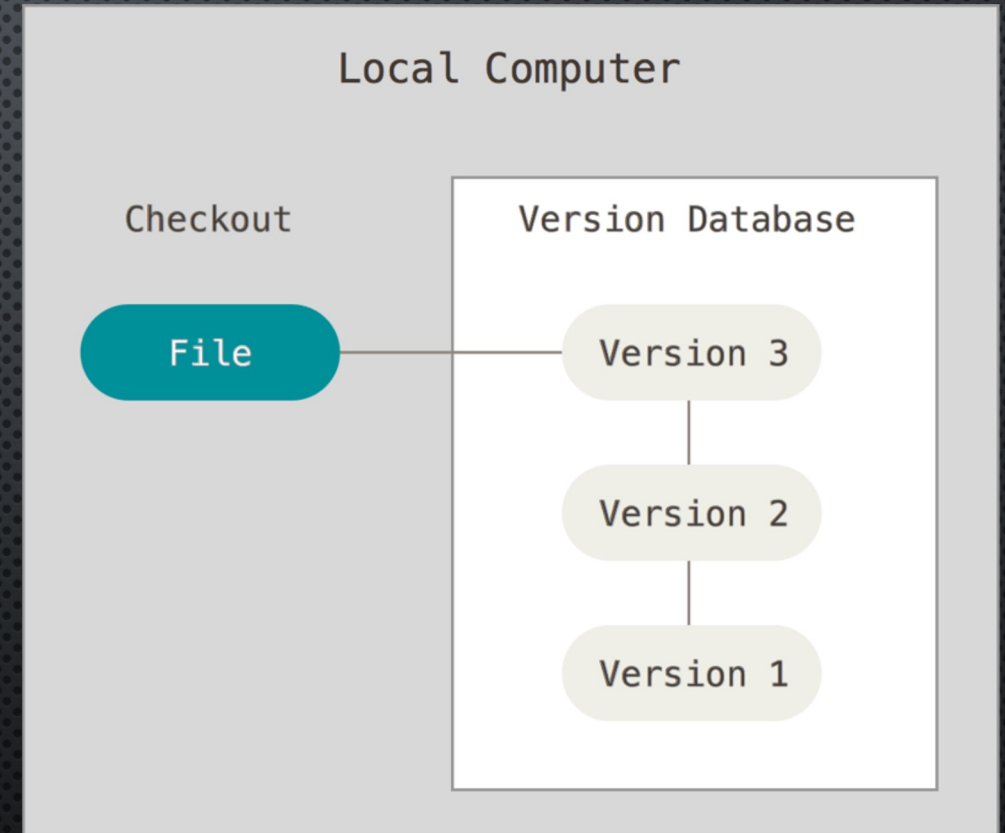 Local Computer
Checkout
Version Database
File
Version 3
Version 2
Version 1